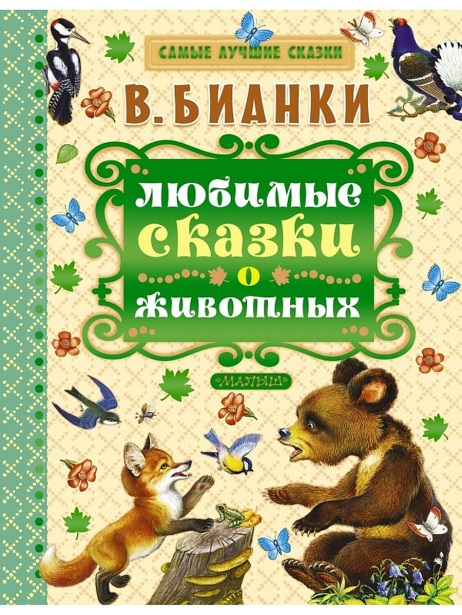 САМЫЕ ЛУЧШИЕ СКАЗКИ
В. БИАНКИ
ЛЮБИМЫЕ
СКАЗКИ
О
ЖИВОТНЫХ
«МАЛЫШ»